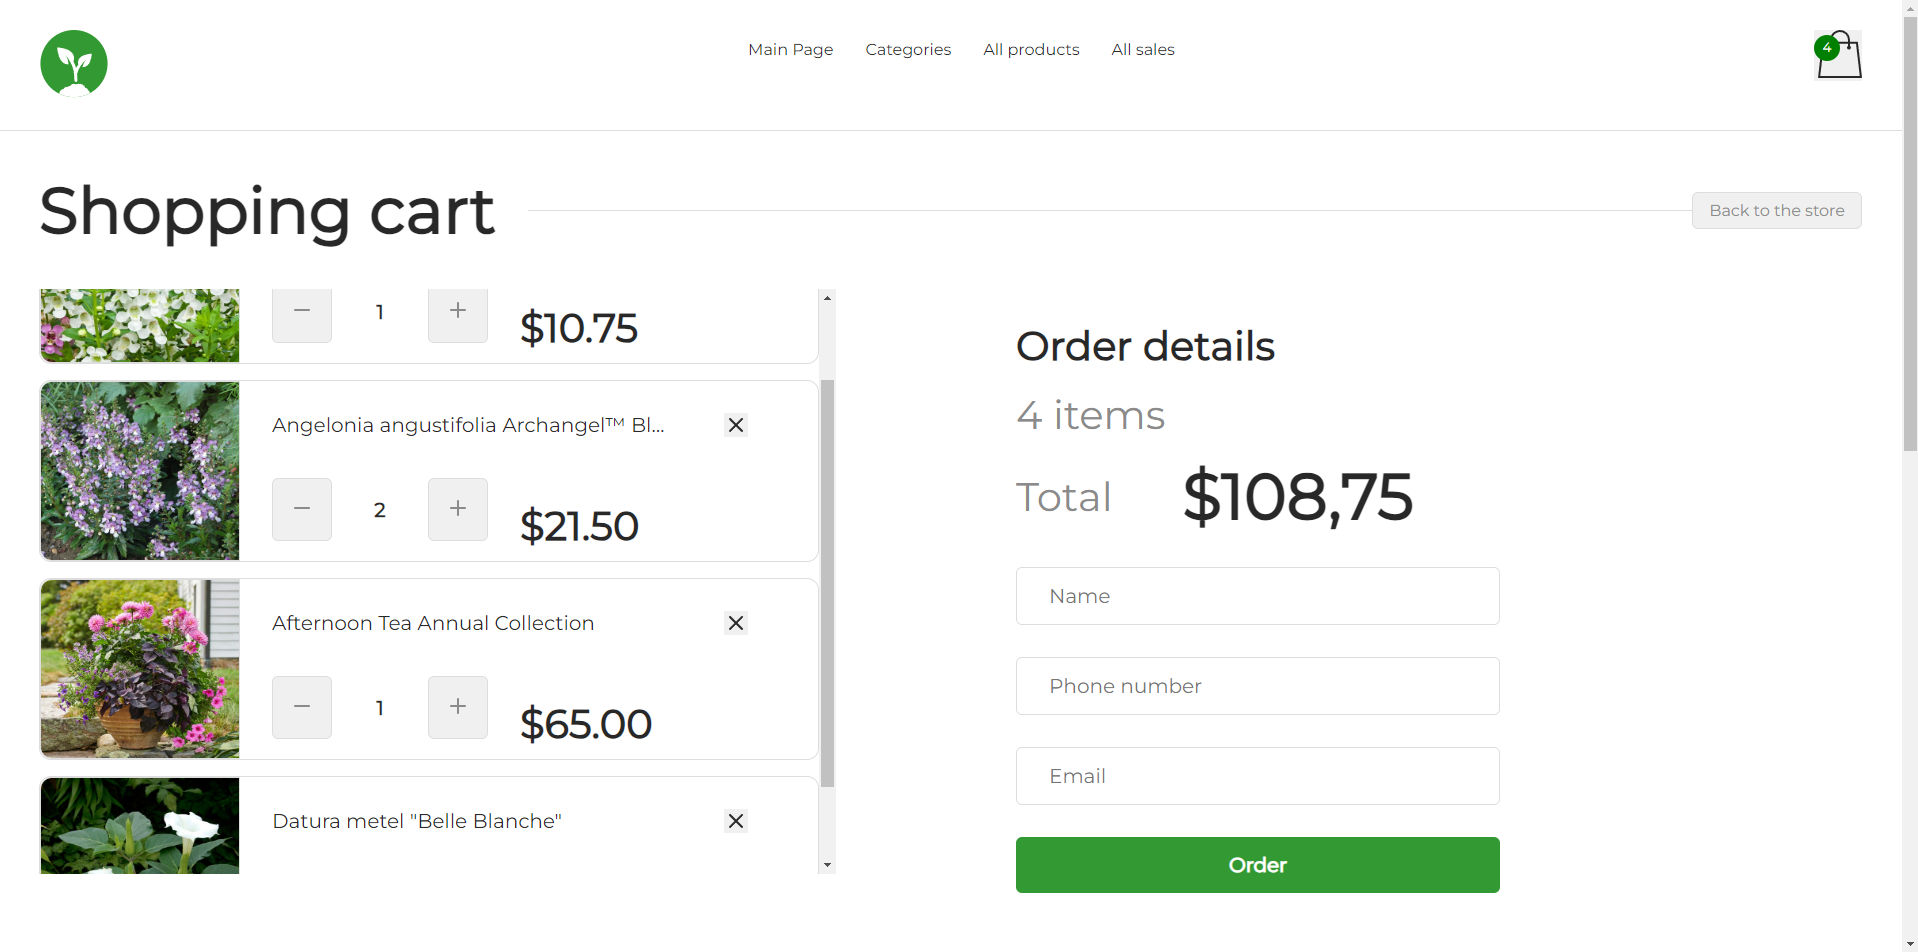 Main Page Categories All products All sales
4
Shopping cart
Back to the store
1
$10.75
Angelonia angustifolia Archangel™ Bl...
2
$21.50
Afternoon Tea Annual Collection
1
$65.00
Datura metel "Belle Blanche"
Order details
4 items
Total $108,75
Name
Phone number
Email
Order